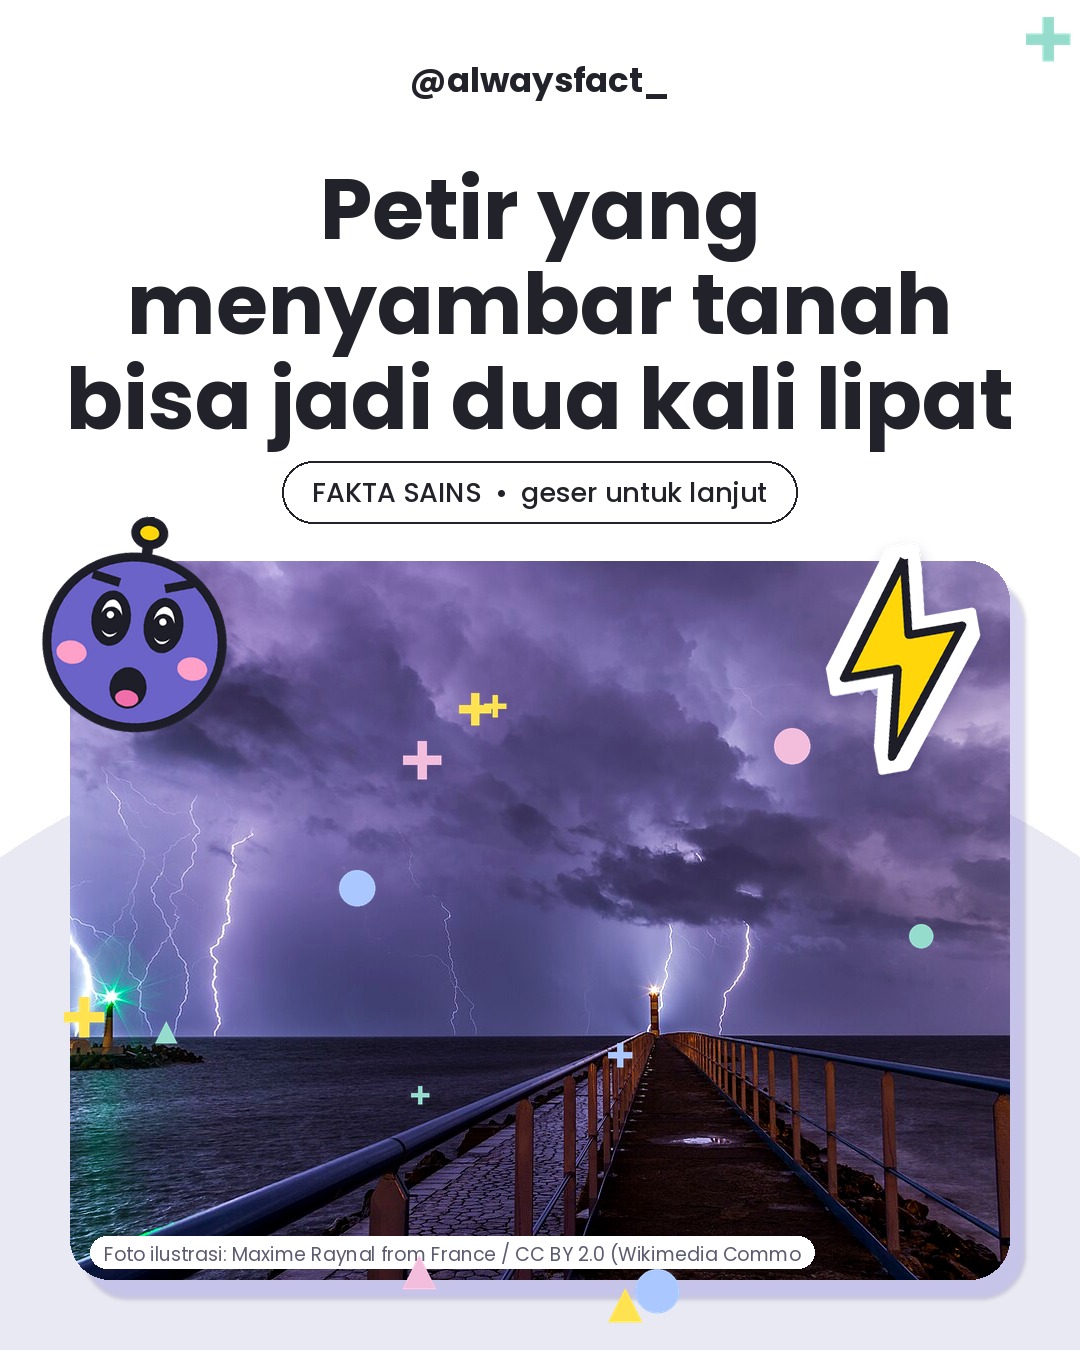 @alwaysfact_
Petir yang
menyambar tanah
bisa jadi dua kali lipat
FAKTA SAINS • geser untuk lanjut
Foto ilustrasi: Maxime Raynal from France / CC BY 2.0 (Wikimedia Commo